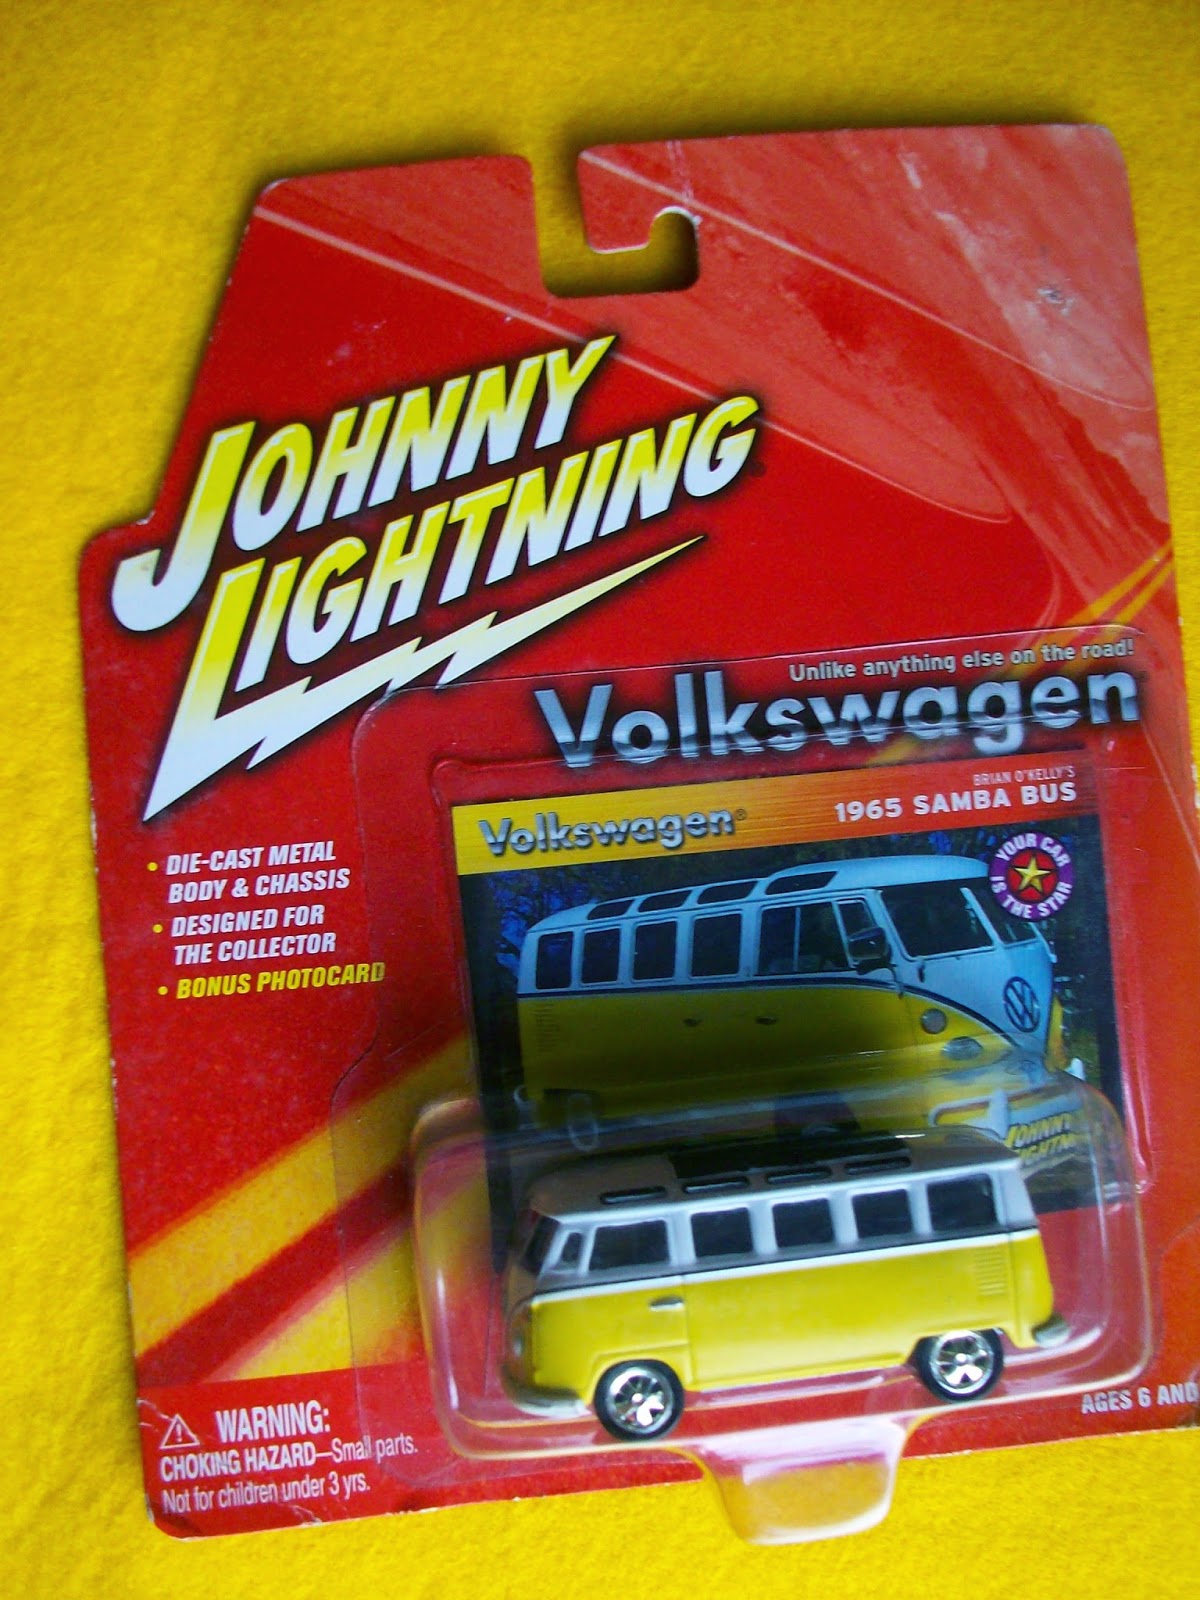 JOHNNY
LIGHTNING
Unlike anything else on the road!
Volkswagen
BRIAN O'KELLY'S
1965 SAMBA BUS
Volkswagen®
YOUR CAR
IS THE STAR
• DIE-CAST METAL
BODY & CHASSIS
• DESIGNED FOR
THE COLLECTOR
• BONUS PHOTOCARD
JOHNNY
LIGHTNING
WARNING:
CHOKING HAZARD—Small parts.
Not for children under 3 yrs.
AGES 6 AND